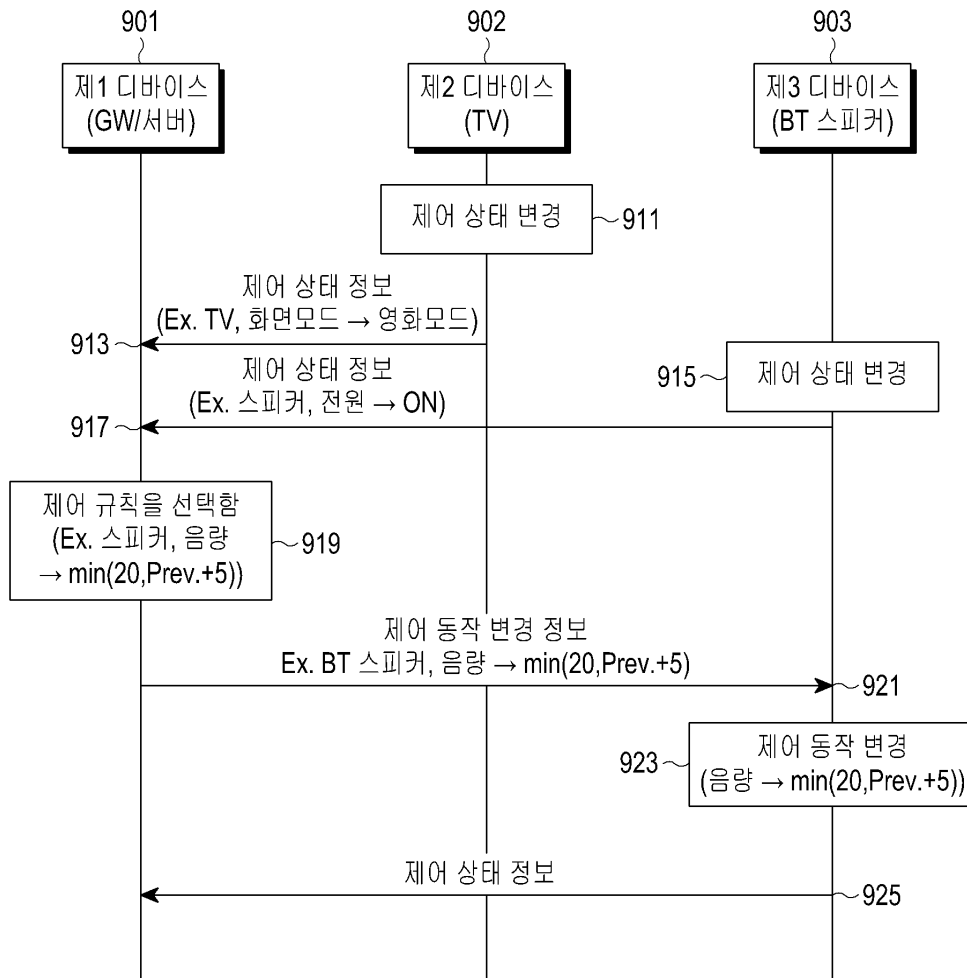 901
902
903
제1 디바이스
(GW/서버)
제2 디바이스
(TV)
제3 디바이스
(BT 스피커)
제어 상태 변경
911
제어 상태 정보
(Ex. TV, 화면모드 → 영화모드)
913
제어 상태 변경
915
제어 상태 정보
(Ex. 스피커, 전원 → ON)
917
제어 규칙을 선택함
(Ex. 스피커, 음량
→ min(20,Prev.+5))
919
제어 동작 변경 정보
Ex. BT 스피커, 음량 → min(20,Prev.+5)
921
제어 동작 변경
(음량 → min(20,Prev.+5))
923
제어 상태 정보
925